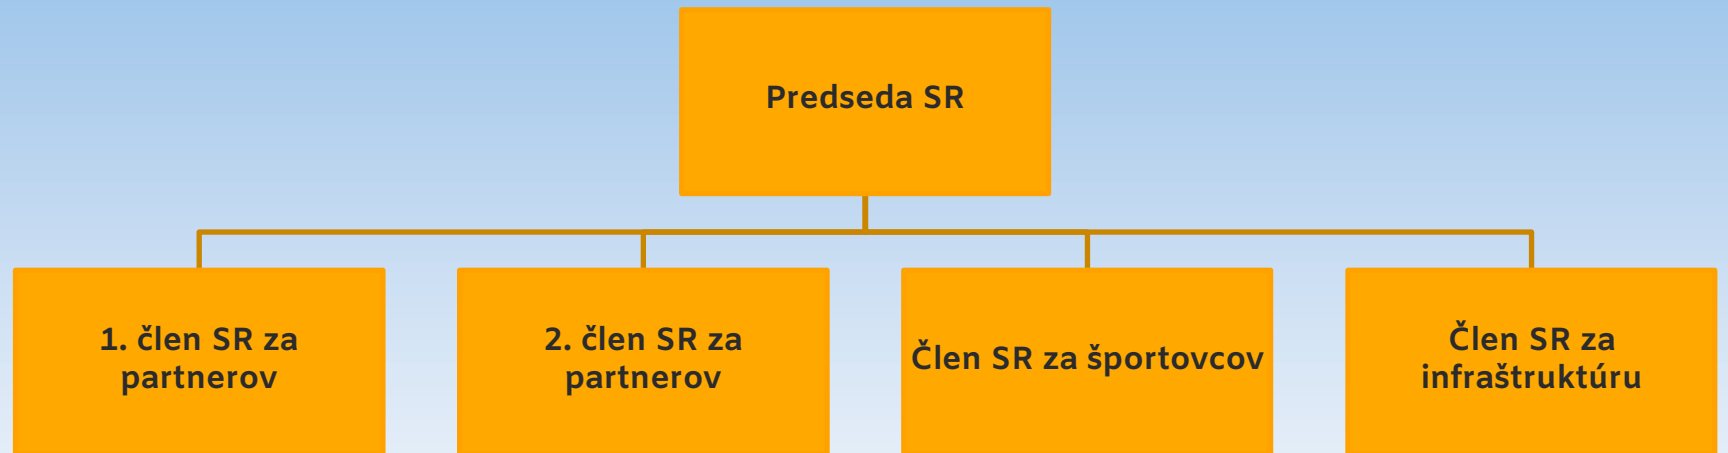 Predseda SR
1. člen SR za
partnerov
2. člen SR za
partnerov
Člen SR za športovcov
Člen SR za
infraštruktúru